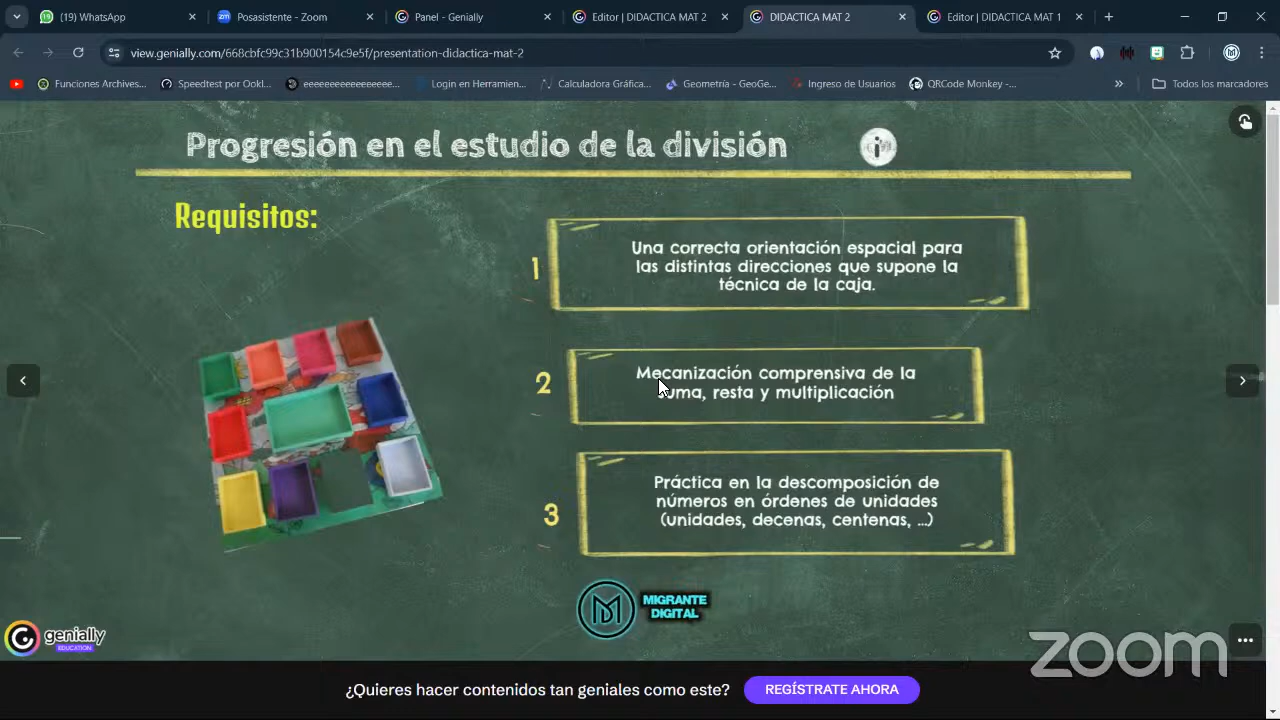 (19) WhatsApp
Posasistente - Zoom
Panel - Genially
Editor | DIDACTICA MAT 2
DIDACTICA MAT 2
Editor | DIDACTICA MAT 1
view.genially.com/668cbfc99c31b900154c9e5f/presentation-didactica-mat-2
Funciones Archives...
Speedtest por Ookl...
eeeeeeeeeeeeeeee...
Login en Herramien...
Calculadora Gráfica...
Geometría - GeoGe...
Ingreso de Usuarios
QRCode Monkey -...
Todos los marcadores
Progresión en el estudio de la división
Requisitos:
1
Una correcta orientación espacial para
las distintas direcciones que supone la
técnica de la caja.
2
Mecanización comprensiva de la
suma, resta y multiplicación
3
Práctica en la descomposición de
números en órdenes de unidades
(unidades, decenas, centenas, ...)
MIGRANTE
DIGITAL
genially
EDUCATION
zoom
¿Quieres hacer contenidos tan geniales como este?
REGÍSTRATE AHORA